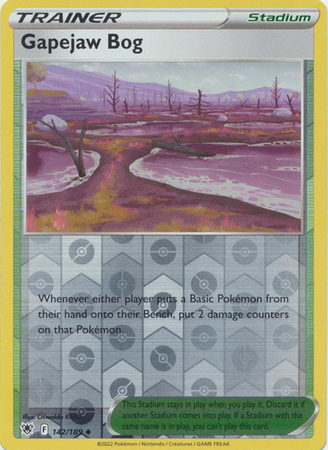 TRAINER Stadium
Gapejaw Bog
Whenever either player puts a Basic Pokémon from
their hand onto their Bench, put 2 damage counters
on that Pokémon.
This Stadium stays in play when you play it. Discard it if
another Stadium comes into play. If a Stadium with the
same name is in play, you can't play this card.
Illus.
F 142/189
©2022 Pokémon / Nintendo / Creatures / GAME FREAK